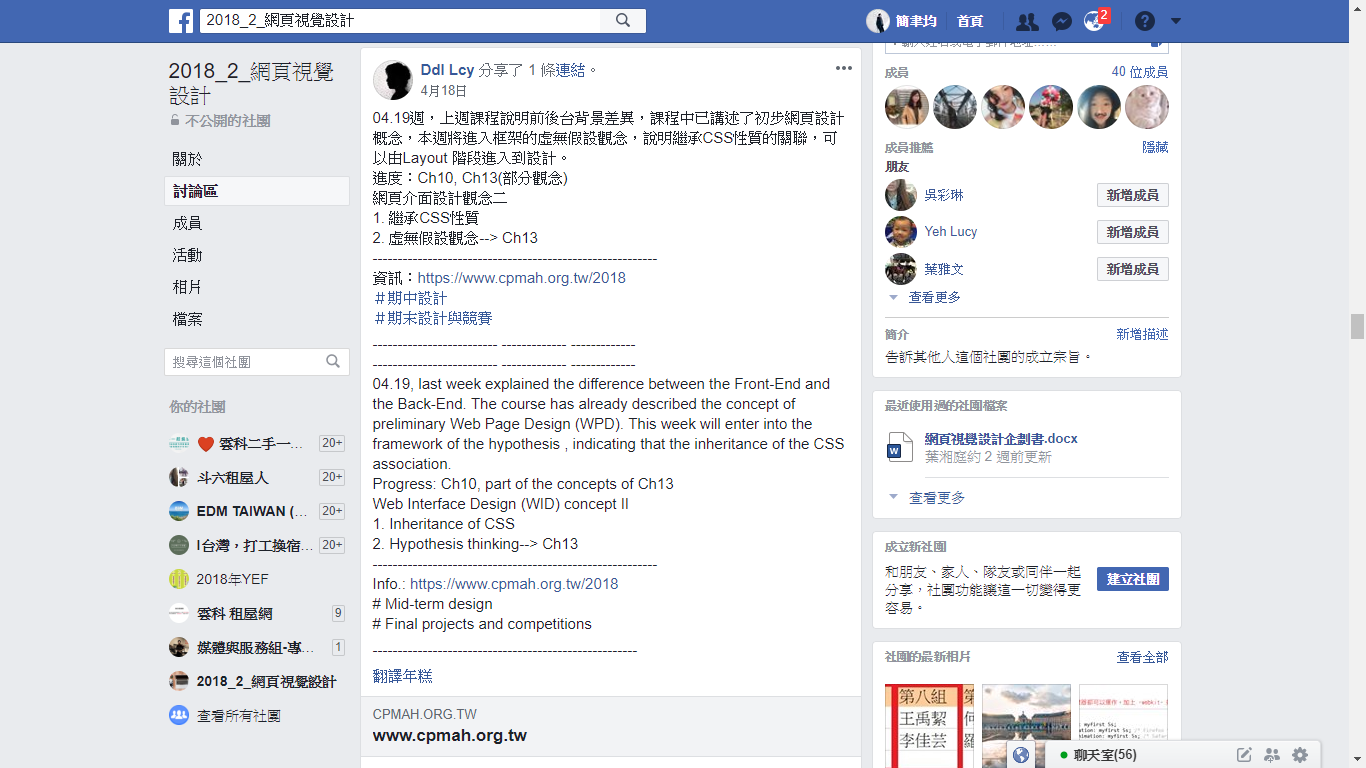 2018_2_網頁視覺設計
簡聿均
首頁
2
2018_2_網頁視覺
設計
不公開的社團
關於
討論區
成員
活動
相片
檔案
搜尋這個社團
你的社團
雲科二手一… 20+
斗六租屋人 20+
EDM TAIWAN (… 20+
I台灣，打工換宿… 20+
2018年YEF
雲科 租屋網 9
媒體與服務組-專… 1
2018_2_網頁視覺設計
查看所有社團
Ddl Lcy 分享了 1 條連結。
4月18日
04.19週，上週課程說明前後台背景差異，課程中已講述了初步網頁設計
概念，本週將進入框架的虛無假設觀念，說明繼承CSS性質的關聯，可
以由Layout 階段進入到設計。
進度：Ch10, Ch13(部分觀念)
網頁介面設計觀念二
1. 繼承CSS性質
2. 虛無假設觀念--> Ch13
---------------------------------------------------------
資訊：https://www.cpmah.org.tw/2018
＃期中設計
＃期末設計與競賽
------------------------- ------------- -------------
------------------------- ------------- -------------
04.19, last week explained the difference between the Front-End and
the Back-End. The course has already described the concept of
preliminary Web Page Design (WPD). This week will enter into the
framework of the hypothesis , indicating that the inheritance of the CSS
association.
Progress: Ch10, part of the concepts of Ch13
Web Interface Design (WID) concept II
1. Inheritance of CSS
2. Hypothesis thinking--> Ch13
---------------------------------------------------------
Info.: https://www.cpmah.org.tw/2018
# Mid-term design
# Final projects and competitions
-----------------------------------------------------
翻譯年糕
CPMAH.ORG.TW
www.cpmah.org.tw
成員 40 位成員
成員推薦 隱藏
朋友
吳彩琳 新增成員
Yeh Lucy 新增成員
葉雅文 新增成員
查看更多
簡介 新增描述
告訴其他人這個社團的成立宗旨。
最近使用過的社團檔案
網頁視覺設計企劃書.docx
葉湘庭約 2 週前更新
查看更多
成立新社團
和朋友、家人、隊友或同伴一起
分享，社團功能讓這一切變得更
容易。
建立社團
社團的最新相片 查看全部
第八組
王禹絜
李佳芸
聊天室(56)